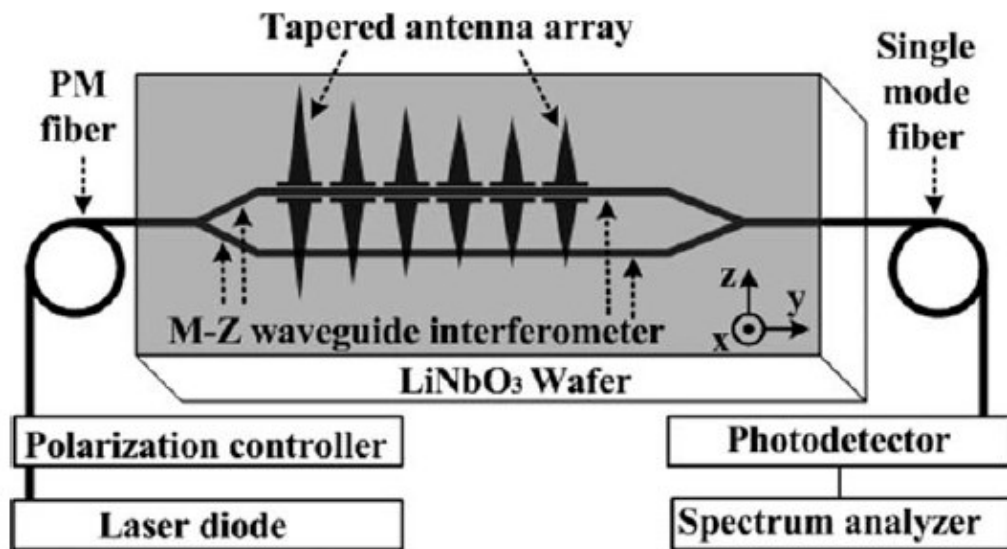 Tapered antenna array
PM
fiber
Single
mode
fiber
z
y
x
M-Z waveguide interferometer
LiNbO₃ Wafer
Polarization controller
Photodetector
Laser diode
Spectrum analyzer